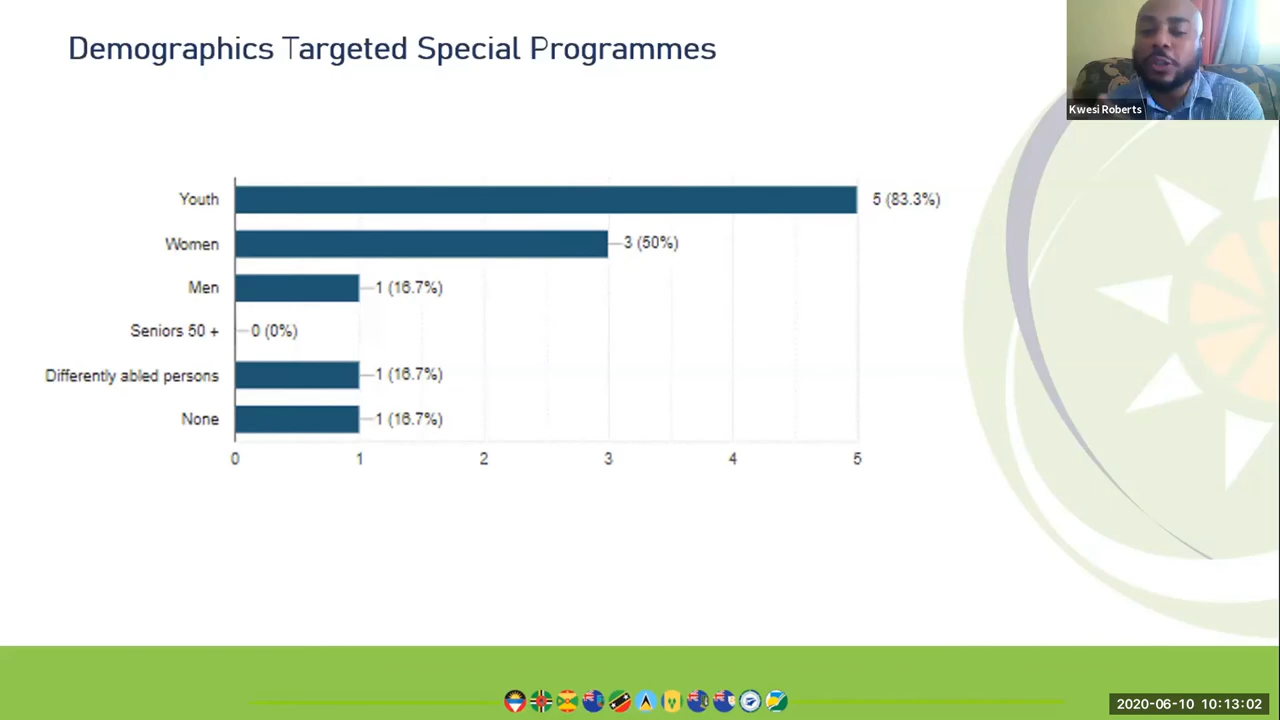 Demographics Targeted Special Programmes
Kwesi Roberts
Youth 5 (83.3%)
Women 3 (50%)
Men 1 (16.7%)
Seniors 50 + 0 (0%)
Differently abled persons 1 (16.7%)
None 1 (16.7%)
0 1 2 3 4 5
2020-06-10 10:13:02